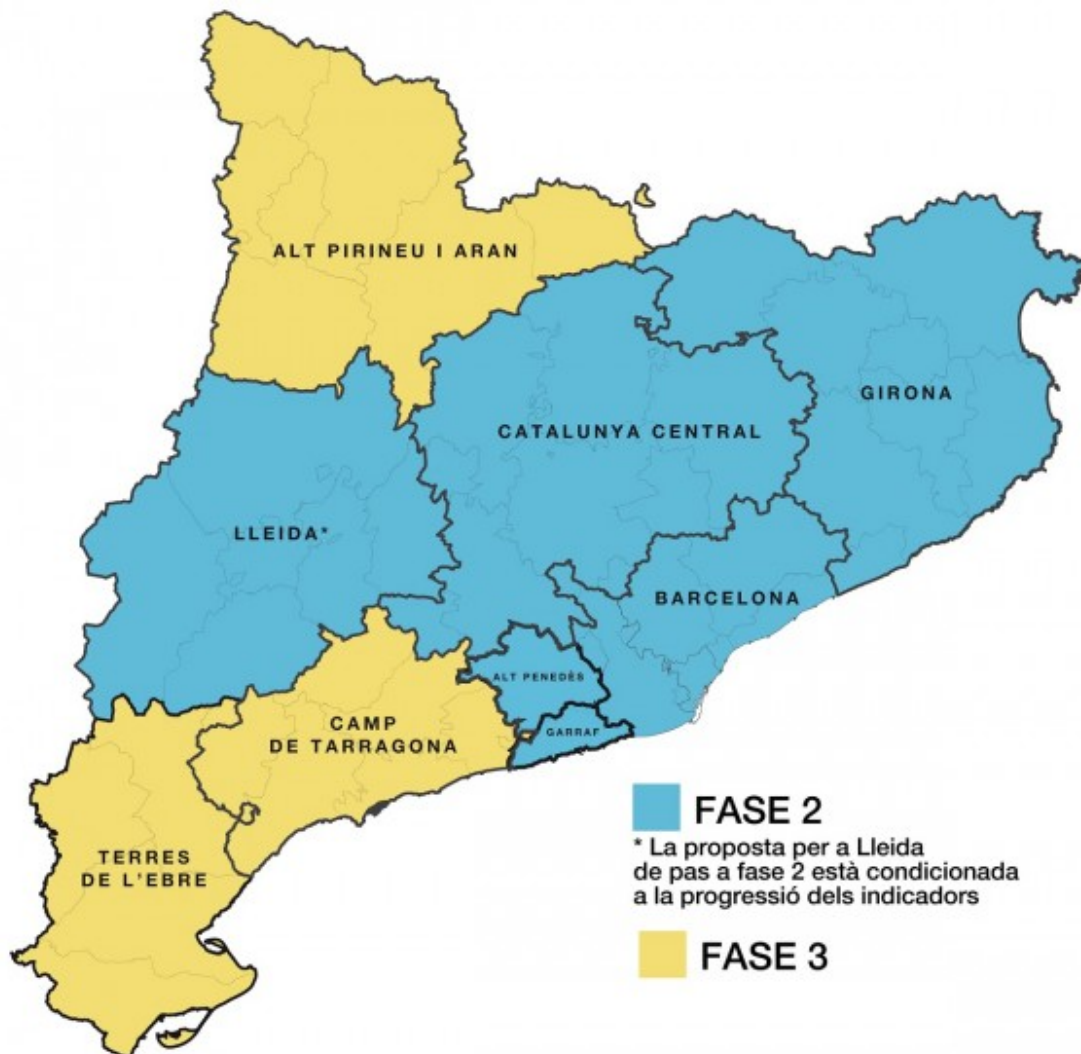 ALT PIRINEU I ARAN
GIRONA
CATALUNYA CENTRAL
LLEIDA*
BARCELONA
ALT PENEDÈS
GARRAF
CAMP
DE TARRAGONA
TERRES
DE L'EBRE
FASE 2
* La proposta per a Lleida
de pas a fase 2 està condicionada
a la progressió dels indicadors
FASE 3